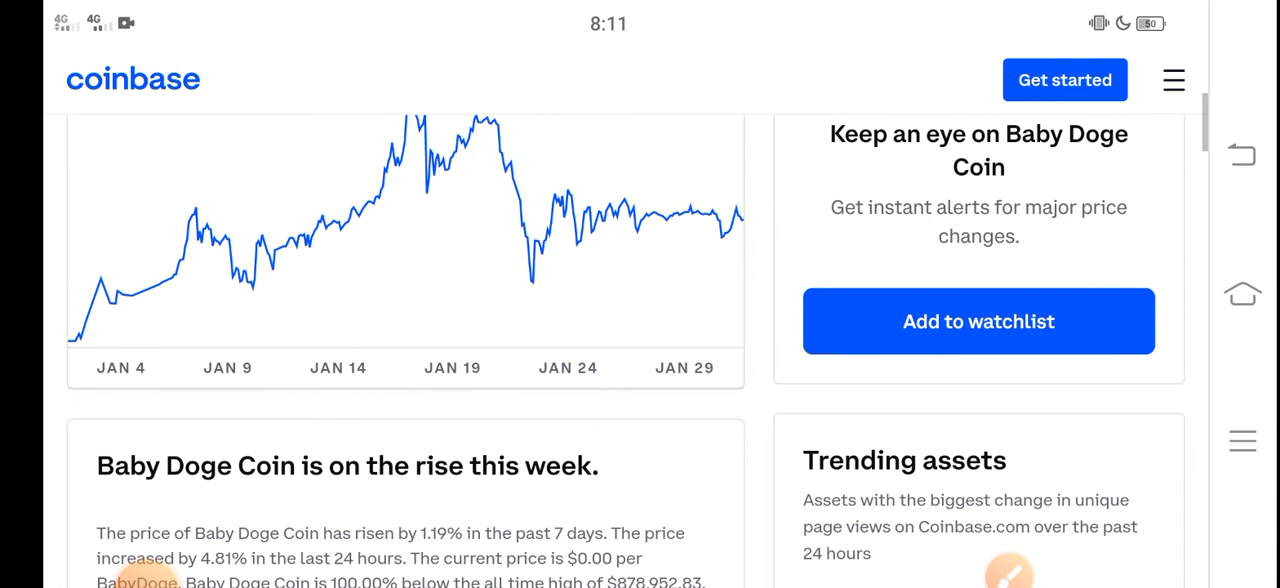 4G 4G 8:11 50
coinbase
Get started
Keep an eye on Baby Doge
Coin
Get instant alerts for major price
changes.
Add to watchlist
JAN 4 JAN 9 JAN 14 JAN 19 JAN 24 JAN 29
Baby Doge Coin is on the rise this week.
The price of Baby Doge Coin has risen by 1.19% in the past 7 days. The price
increased by 4.81% in the last 24 hours. The current price is $0.00 per
BabyDoge. Baby Doge Coin is 100.00% below the all time high of $878,952.83.
Trending assets
Assets with the biggest change in unique
page views on Coinbase.com over the past
24 hours